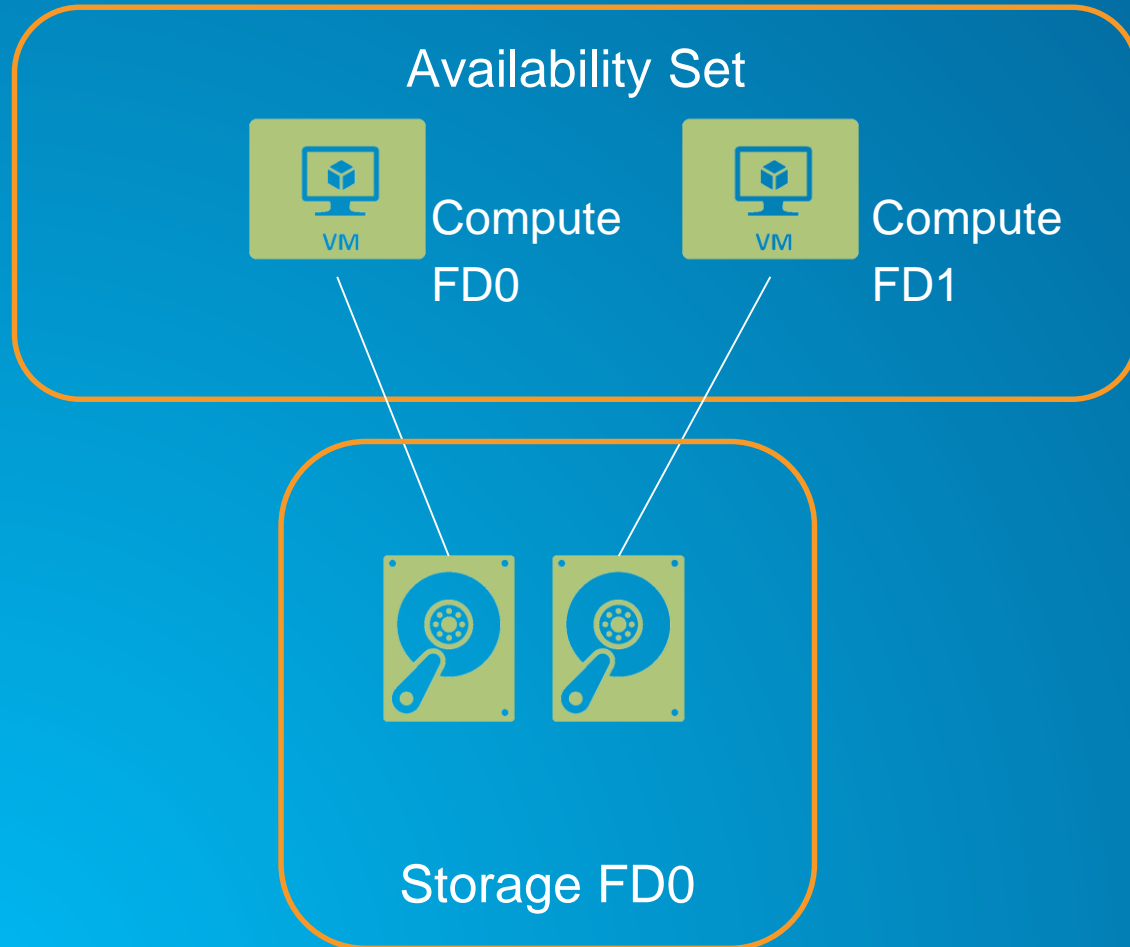 Availability Set
VM
Compute
FD0
VM
Compute
FD1
Storage FD0